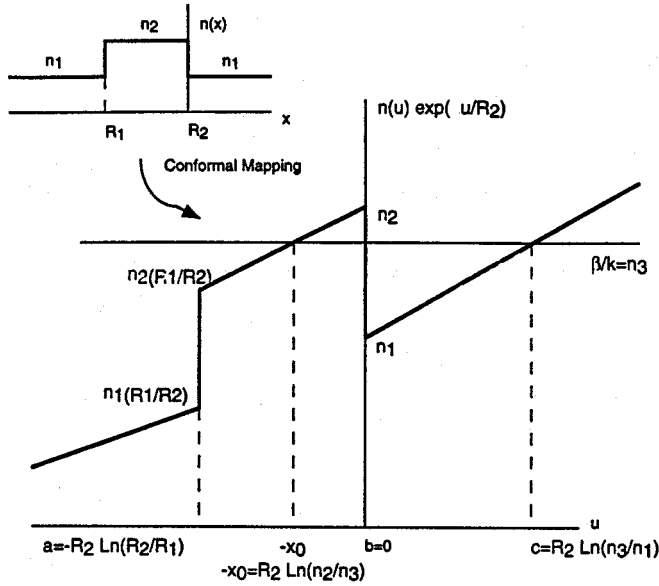 n2
n(x)
n1
n1
R1
R2
x
Conformal Mapping
n(u) exp( u/R2)
n2
β/k=n3
n2(R1/R2)
n1
n1(R1/R2)
u
a=-R2 Ln(R2/R1)
-x0
b=0
c=R2 Ln(n3/n1)
-x0=R2 Ln(n2/n3)